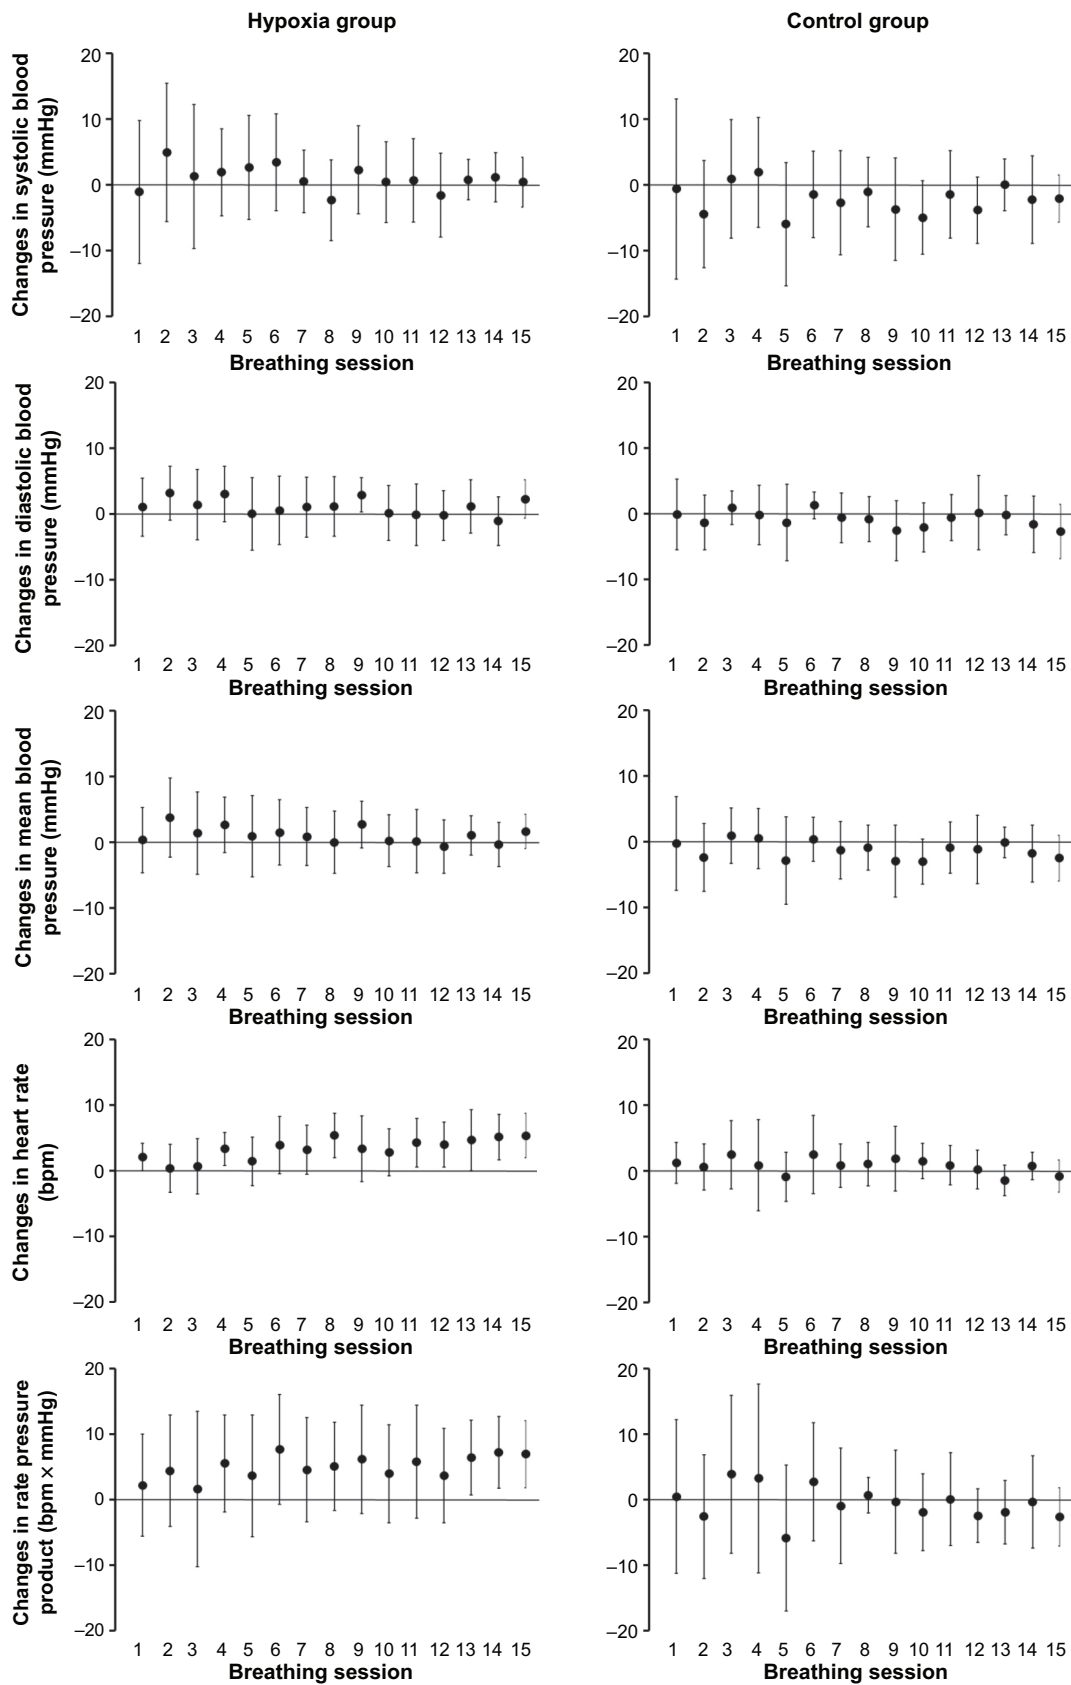 Hypoxia group
Control group
Changes in systolic blood
pressure (mmHg)
20
10
0
–10
–20
1 2 3 4 5 6 7 8 9 10 11 12 13 14 15
Breathing session
20
10
0
–10
–20
1 2 3 4 5 6 7 8 9 10 11 12 13 14 15
Breathing session
Changes in diastolic blood
pressure (mmHg)
20
10
0
–10
–20
1 2 3 4 5 6 7 8 9 10 11 12 13 14 15
Breathing session
20
10
0
–10
–20
1 2 3 4 5 6 7 8 9 10 11 12 13 14 15
Breathing session
Changes in mean blood
pressure (mmHg)
20
10
0
–10
–20
1 2 3 4 5 6 7 8 9 10 11 12 13 14 15
Breathing session
20
10
0
–10
–20
1 2 3 4 5 6 7 8 9 10 11 12 13 14 15
Breathing session
Changes in heart rate
(bpm)
20
10
0
–10
–20
1 2 3 4 5 6 7 8 9 10 11 12 13 14 15
Breathing session
20
10
0
–10
–20
1 2 3 4 5 6 7 8 9 10 11 12 13 14 15
Breathing session
Changes in rate pressure
product (bpm × mmHg)
20
10
0
–10
–20
1 2 3 4 5 6 7 8 9 10 11 12 13 14 15
Breathing session
20
10
0
–10
–20
1 2 3 4 5 6 7 8 9 10 11 12 13 14 15
Breathing session